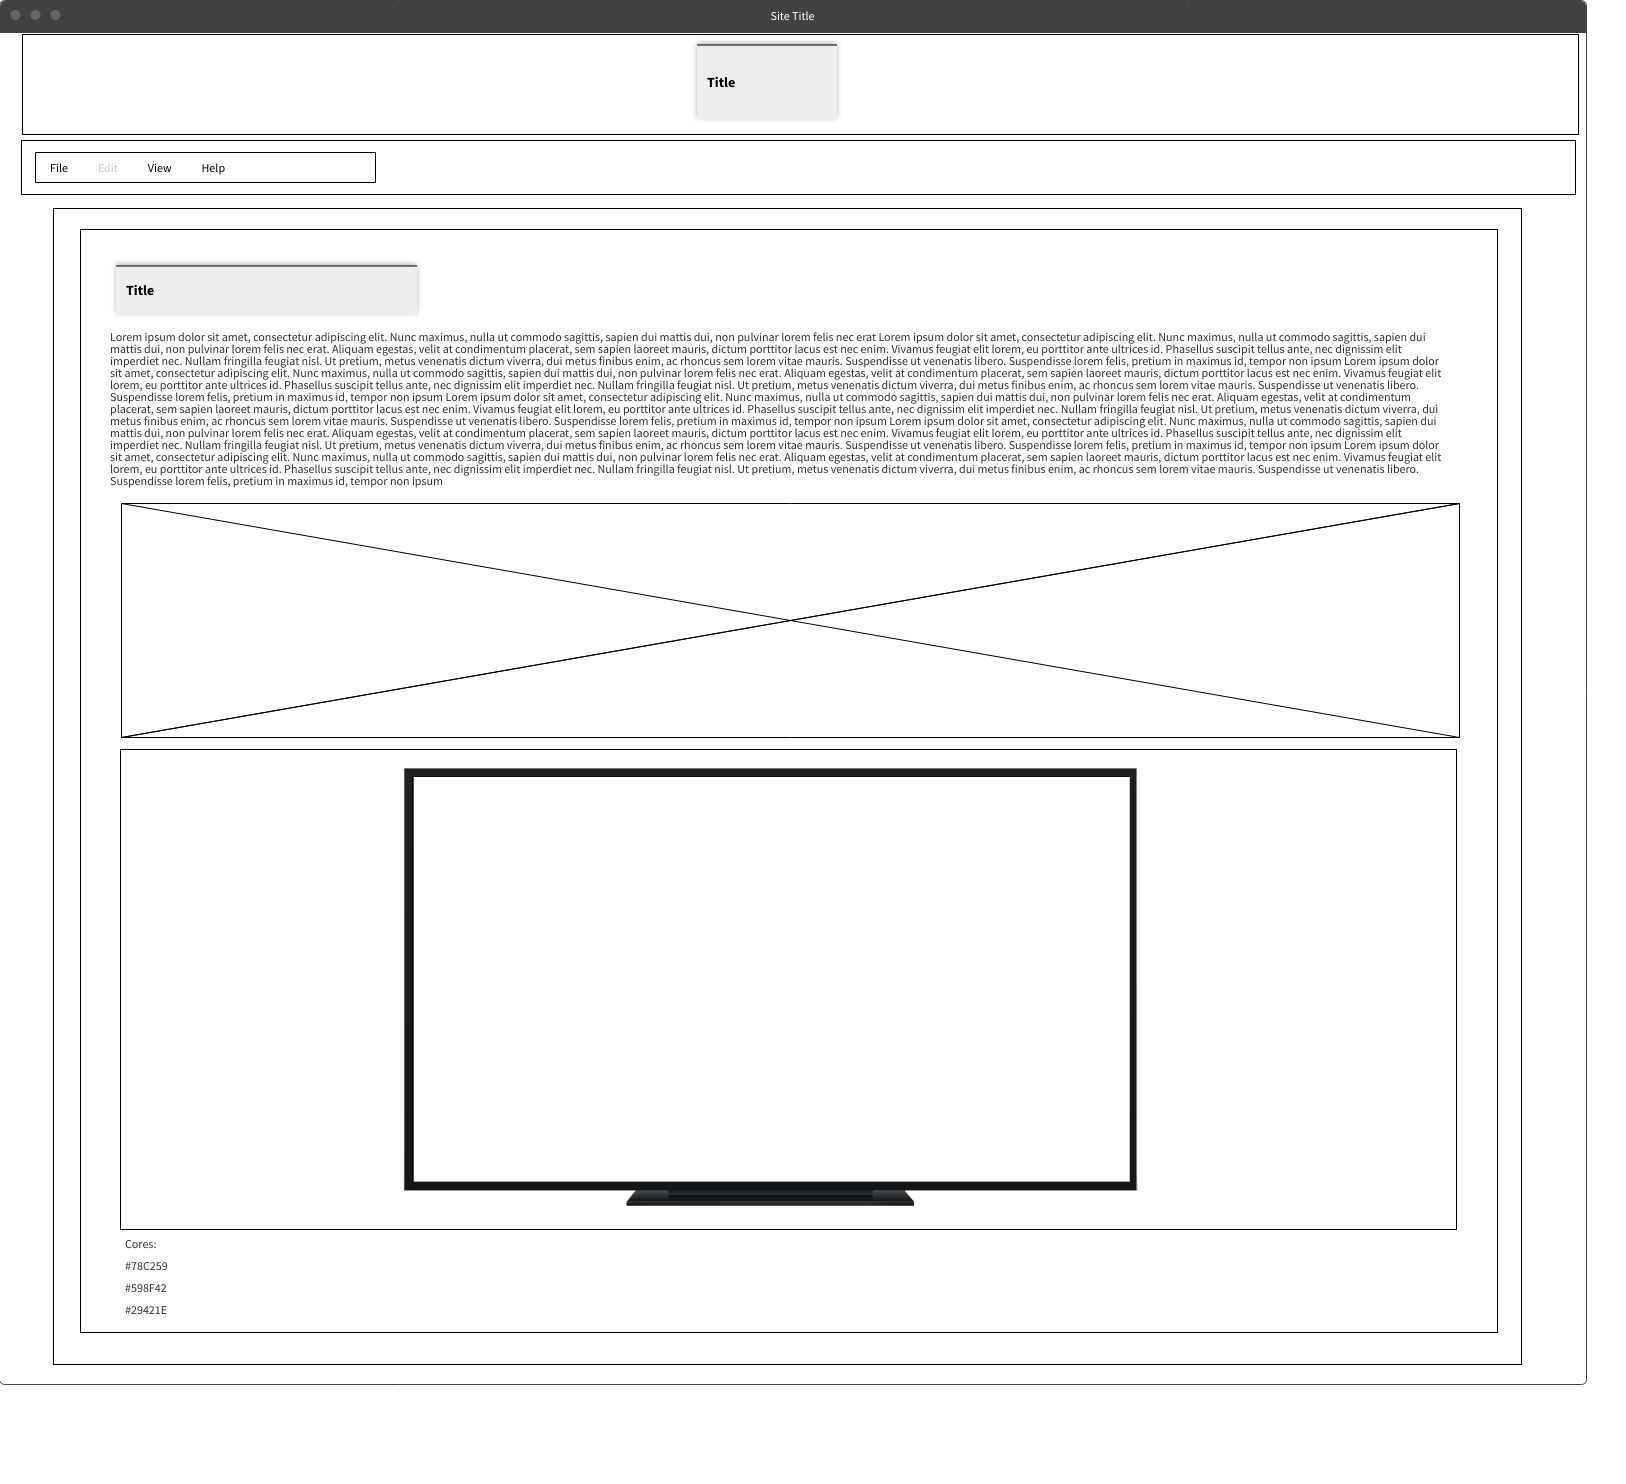 Site Title
Title
File Edit View Help
Title
Lorem ipsum dolor sit amet, consectetur adipiscing elit. Nunc maximus, nulla ut commodo sagittis, sapien dui mattis dui, non pulvinar lorem felis nec erat Lorem ipsum dolor sit amet, consectetur adipiscing elit. Nunc maximus, nulla ut commodo sagittis, sapien dui
mattis dui, non pulvinar lorem felis nec erat. Aliquam egestas, velit at condimentum placerat, sem sapien laoreet mauris, dictum porttitor lacus est nec enim. Vivamus feugiat elit lorem, eu porttitor ante ultrices id. Phasellus suscipit tellus ante, nec dignissim elit
imperdiet nec. Nullam fringilla feugiat nisl. Ut pretium, metus venenatis dictum viverra, dui metus finibus enim, ac rhoncus sem lorem vitae mauris. Suspendisse ut venenatis libero. Suspendisse lorem felis, pretium in maximus id, tempor non ipsum Lorem ipsum dolor
sit amet, consectetur adipiscing elit. Nunc maximus, nulla ut commodo sagittis, sapien dui mattis dui, non pulvinar lorem felis nec erat. Aliquam egestas, velit at condimentum placerat, sem sapien laoreet mauris, dictum porttitor lacus est nec enim. Vivamus feugiat elit
lorem, eu porttitor ante ultrices id. Phasellus suscipit tellus ante, nec dignissim elit imperdiet nec. Nullam fringilla feugiat nisl. Ut pretium, metus venenatis dictum viverra, dui metus finibus enim, ac rhoncus sem lorem vitae mauris. Suspendisse ut venenatis libero.
Suspendisse lorem felis, pretium in maximus id, tempor non ipsum Lorem ipsum dolor sit amet, consectetur adipiscing elit. Nunc maximus, nulla ut commodo sagittis, sapien dui mattis dui, non pulvinar lorem felis nec erat. Aliquam egestas, velit at condimentum
placerat, sem sapien laoreet mauris, dictum porttitor lacus est nec enim. Vivamus feugiat elit lorem, eu porttitor ante ultrices id. Phasellus suscipit tellus ante, nec dignissim elit imperdiet nec. Nullam fringilla feugiat nisl. Ut pretium, metus venenatis dictum viverra, dui
metus finibus enim, ac rhoncus sem lorem vitae mauris. Suspendisse ut venenatis libero. Suspendisse lorem felis, pretium in maximus id, tempor non ipsum Lorem ipsum dolor sit amet, consectetur adipiscing elit. Nunc maximus, nulla ut commodo sagittis, sapien dui
mattis dui, non pulvinar lorem felis nec erat. Aliquam egestas, velit at condimentum placerat, sem sapien laoreet mauris, dictum porttitor lacus est nec enim. Vivamus feugiat elit lorem, eu porttitor ante ultrices id. Phasellus suscipit tellus ante, nec dignissim elit
imperdiet nec. Nullam fringilla feugiat nisl. Ut pretium, metus venenatis dictum viverra, dui metus finibus enim, ac rhoncus sem lorem vitae mauris. Suspendisse ut venenatis libero. Suspendisse lorem felis, pretium in maximus id, tempor non ipsum Lorem ipsum dolor
sit amet, consectetur adipiscing elit. Nunc maximus, nulla ut commodo sagittis, sapien dui mattis dui, non pulvinar lorem felis nec erat. Aliquam egestas, velit at condimentum placerat, sem sapien laoreet mauris, dictum porttitor lacus est nec enim. Vivamus feugiat elit
lorem, eu porttitor ante ultrices id. Phasellus suscipit tellus ante, nec dignissim elit imperdiet nec. Nullam fringilla feugiat nisl. Ut pretium, metus venenatis dictum viverra, dui metus finibus enim, ac rhoncus sem lorem vitae mauris. Suspendisse ut venenatis libero.
Suspendisse lorem felis, pretium in maximus id, tempor non ipsum
Cores:
#78C259
#598F42
#29421E